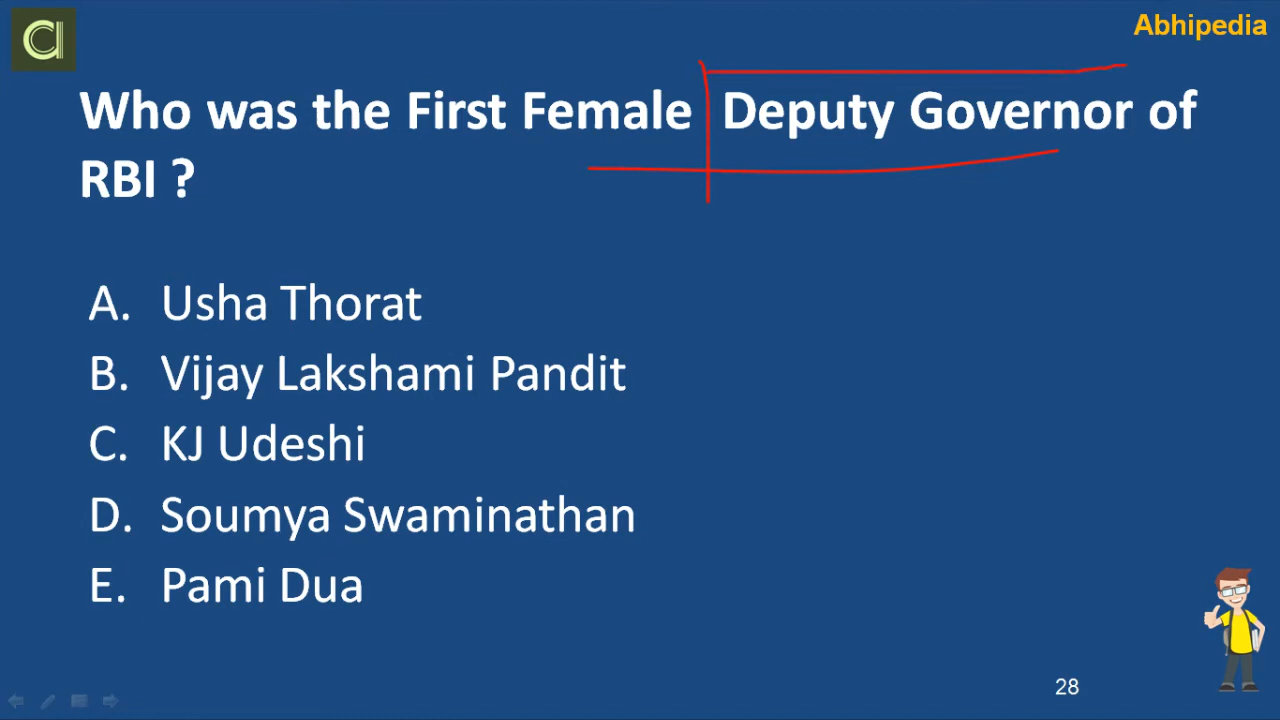 Abhipedia
Who was the First Female Deputy Governor of
RBI ?
A. Usha Thorat
B. Vijay Lakshami Pandit
C. KJ Udeshi
D. Soumya Swaminathan
E. Pami Dua
28